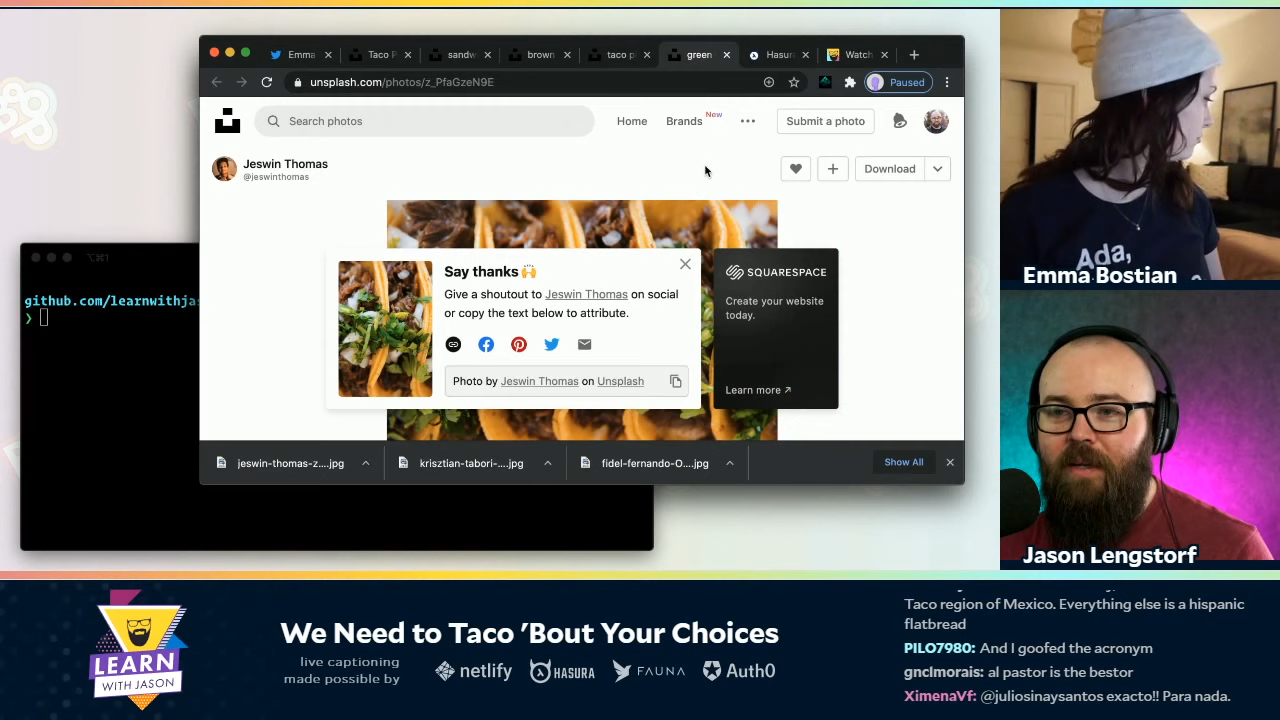 Emma
Taco P
sandw
brown
taco p
green
Hasur
Watch
unsplash.com/photos/z_PfaGzeN9E
Paused
Search photos
Home
Brands
New
Submit a photo
Jeswin Thomas
@jeswinthomas
Download
Say thanks 🙌
Give a shoutout to Jeswin Thomas on social
or copy the text below to attribute.
Photo by Jeswin Thomas on Unsplash
SQUARESPACE
Create your website
today.
Learn more ↗
jeswin-thomas-z....jpg
krisztian-tabori-....jpg
fidel-fernando-O....jpg
Show All
⌥⌘1
github.com/learnwithjas
❯
Ada,
Emma Bostian
Jason Lengstorf
LEARN
WITH JASON
We Need to Taco 'Bout Your Choices
live captioning
made possible by
netlify
HASURA
FAUNA
Auth0
Taco region of Mexico. Everything else is a hispanic
flatbread
PILO7980: And I goofed the acronym
gnclmorais: al pastor is the bestor
XimenaVf: @juliosinaysantos exacto!! Para nada.